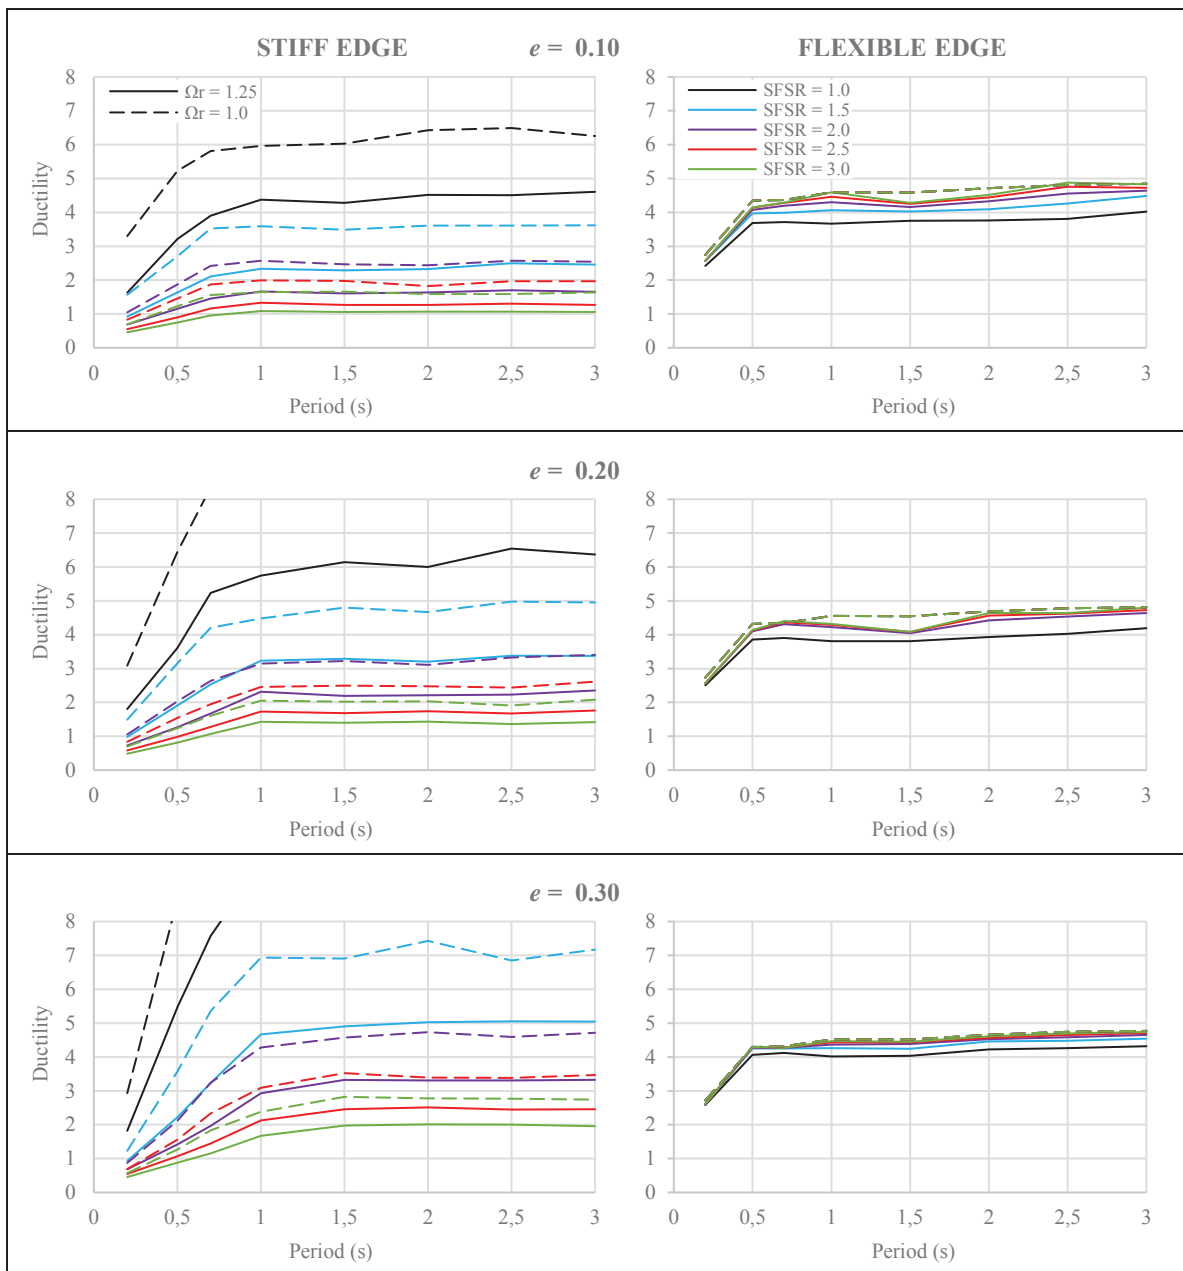 STIFF EDGE e = 0.10 FLEXIBLE EDGE
Ωr = 1.25
Ωr = 1.0
8
7
6
5
4
3
2
1
0
Ductility
0 0,5 1 1,5 2 2,5 3
Period (s)
SFSR = 1.0
SFSR = 1.5
SFSR = 2.0
SFSR = 2.5
SFSR = 3.0
8
7
6
5
4
3
2
1
0
0 0,5 1 1,5 2 2,5 3
Period (s)
e = 0.20
8
7
6
5
4
3
2
1
0
Ductility
0 0,5 1 1,5 2 2,5 3
Period (s)
8
7
6
5
4
3
2
1
0
0 0,5 1 1,5 2 2,5 3
Period (s)
e = 0.30
8
7
6
5
4
3
2
1
0
Ductility
0 0,5 1 1,5 2 2,5 3
Period (s)
8
7
6
5
4
3
2
1
0
0 0,5 1 1,5 2 2,5 3
Period (s)